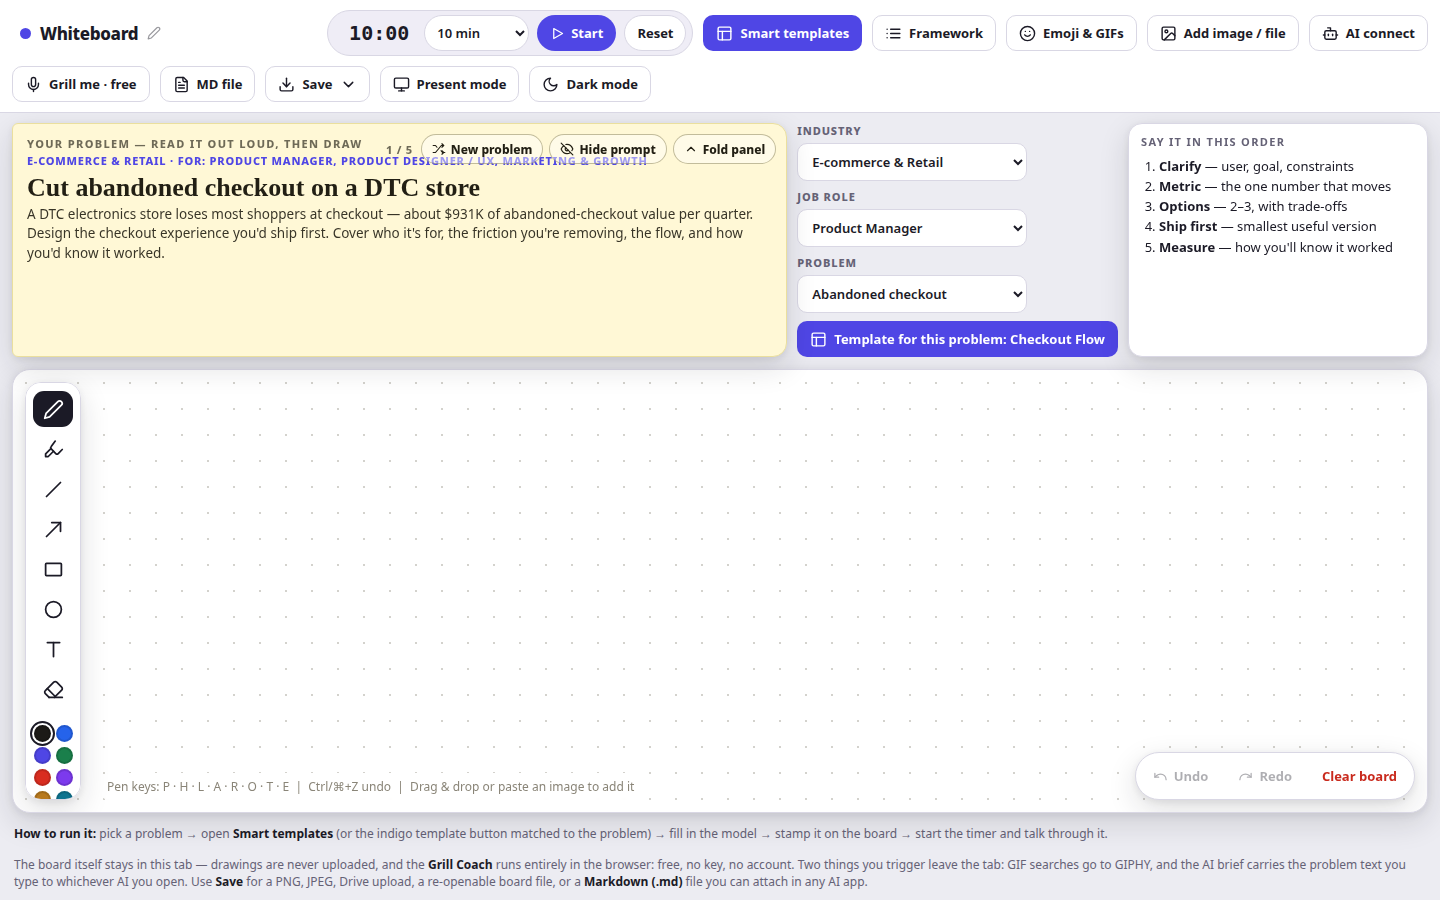 Whiteboard
10:00
10 min
Start
Reset
Smart templates
Framework
Emoji & GIFs
Add image / file
AI connect
Grill me · free
MD file
Save
Present mode
Dark mode
YOUR PROBLEM — READ IT OUT LOUD, THEN DRAW
1 / 5
New problem
Hide prompt
Fold panel
E-COMMERCE & RETAIL · FOR: PRODUCT MANAGER, PRODUCT DESIGNER / UX, MARKETING & GROWTH
Cut abandoned checkout on a DTC store
A DTC electronics store loses most shoppers at checkout — about $931K of abandoned-checkout value per quarter.
Design the checkout experience you'd ship first. Cover who it's for, the friction you're removing, the flow, and how
you'd know it worked.
INDUSTRY
E-commerce & Retail
JOB ROLE
Product Manager
PROBLEM
Abandoned checkout
Template for this problem: Checkout Flow
SAY IT IN THIS ORDER
1. Clarify — user, goal, constraints
2. Metric — the one number that moves
3. Options — 2–3, with trade-offs
4. Ship first — smallest useful version
5. Measure — how you'll know it worked
T
Pen keys: P · H · L · A · R · O · T · E | Ctrl/⌘+Z undo | Drag & drop or paste an image to add it
Undo
Redo
Clear board
How to run it: pick a problem → open Smart templates (or the indigo template button matched to the problem) → fill in the model → stamp it on the board → start the timer and talk through it.
The board itself stays in this tab — drawings are never uploaded, and the Grill Coach runs entirely in the browser: free, no key, no account. Two things you trigger leave the tab: GIF searches go to GIPHY, and the AI brief carries the problem text you
type to whichever AI you open. Use Save for a PNG, JPEG, Drive upload, a re-openable board file, or a Markdown (.md) file you can attach in any AI app.